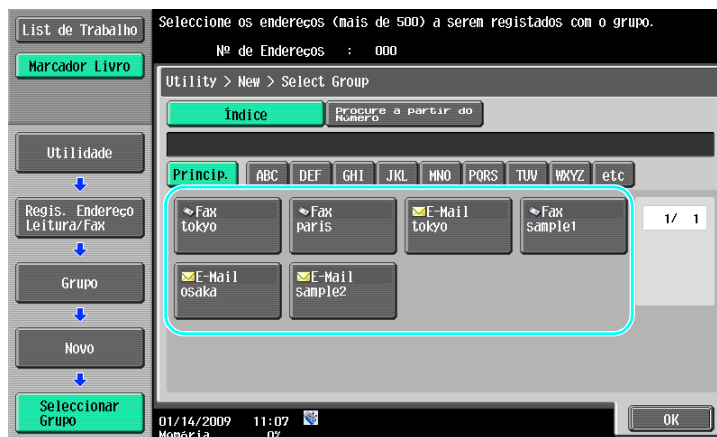 List de Trabalho
Marcador Livro
Utilidade
Regis. Endereço
Leitura/Fax
Grupo
Novo
Seleccionar
Grupo
Seleccione os endereços (mais de 500) a serem registados com o grupo.
Nº de Endereços : 000
Utility > New > Select Group
Índice
Procure a partir do
Número
Princip. ABC DEF GHI JKL MNO PQRS TUV WXYZ etc
Fax
tokyo
Fax
paris
E-Mail
tokyo
Fax
sample1
1/ 1
E-Mail
osaka
E-Mail
sample2
01/14/2009 11:07
Memória 0%
OK